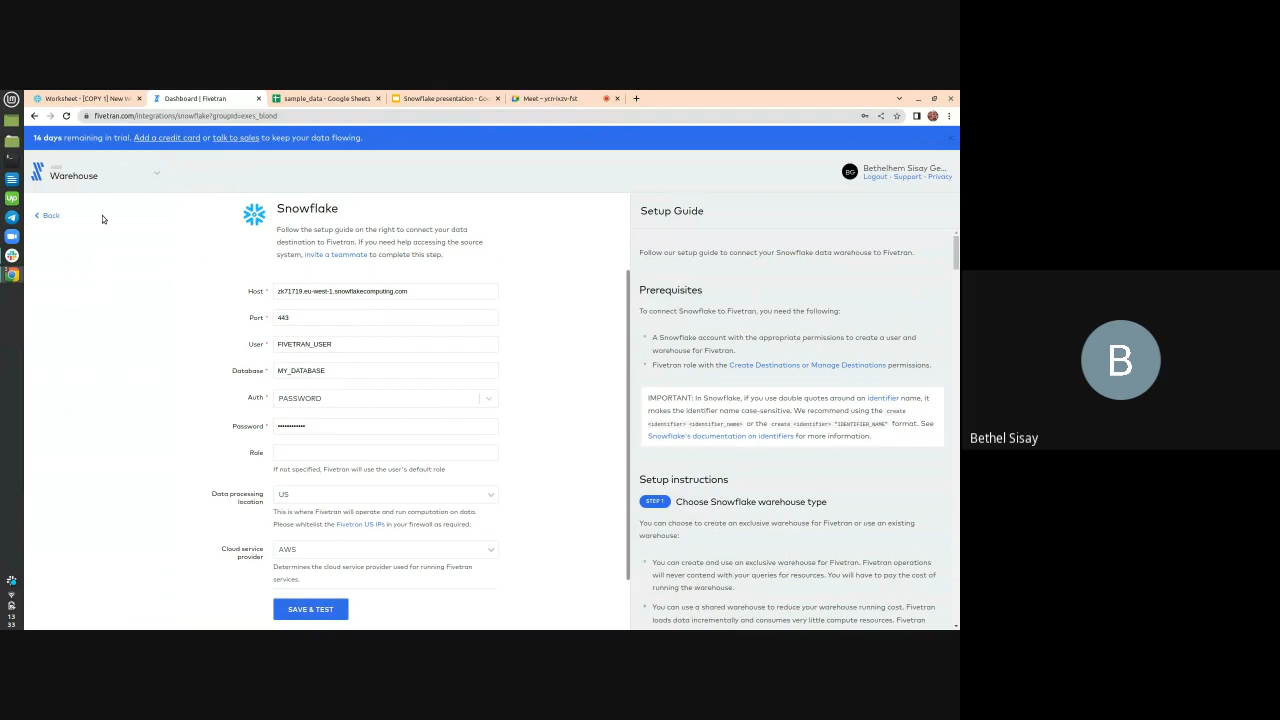 Worksheet - [COPY 1] New W
Dashboard | Fivetran
sample_data - Google Sheets
Snowflake presentation - Goo
Meet – ycn-ixzv-fst
fivetran.com/integrations/snowflake?groupId=exes_blond
14 days remaining in trial. Add a credit card or talk to sales to keep your data flowing.
Warehouse
BG
Bethelhem Sisay Ge...
Logout · Support · Privacy
Back
Snowflake
Follow the setup guide on the right to connect your data
destination to Fivetran. If you need help accessing the source
system, invite a teammate to complete this step.
Host *
zk71719.eu-west-1.snowflakecomputing.com
Port *
443
User *
FIVETRAN_USER
Database *
MY_DATABASE
Auth *
PASSWORD
Password *
Role
If not specified, Fivetran will use the user's default role
Data processing
location
US
This is where Fivetran will operate and run computation on data.
Please whitelist the Fivetran US IPs in your firewall as required.
Cloud service
provider
AWS
Determines the cloud service provider used for running Fivetran
services.
SAVE & TEST
Setup Guide
Follow our setup guide to connect your Snowflake data warehouse to Fivetran.
Prerequisites
To connect Snowflake to Fivetran, you need the following:
A Snowflake account with the appropriate permissions to create a user and
warehouse for Fivetran.
Fivetran role with the Create Destinations or Manage Destinations permissions.
IMPORTANT: In Snowflake, if you use double quotes around an identifier name, it
makes the identifier name case-sensitive. We recommend using the create
<identifier> <identifier_name> or the create <identifier> "IDENTIFIER_NAME" format. See
Snowflake's documentation on identifiers for more information.
Setup instructions
STEP 1 Choose Snowflake warehouse type
You can choose to create an exclusive warehouse for Fivetran or use an existing
warehouse:
You can create and use an exclusive warehouse for Fivetran. Fivetran operations
will never contend with your queries for resources. You will have to pay the cost of
running the warehouse.
You can use a shared warehouse to reduce your warehouse running cost. Fivetran
loads data incrementally and consumes very little compute resources. Fivetran
13
33
B
Bethel Sisay